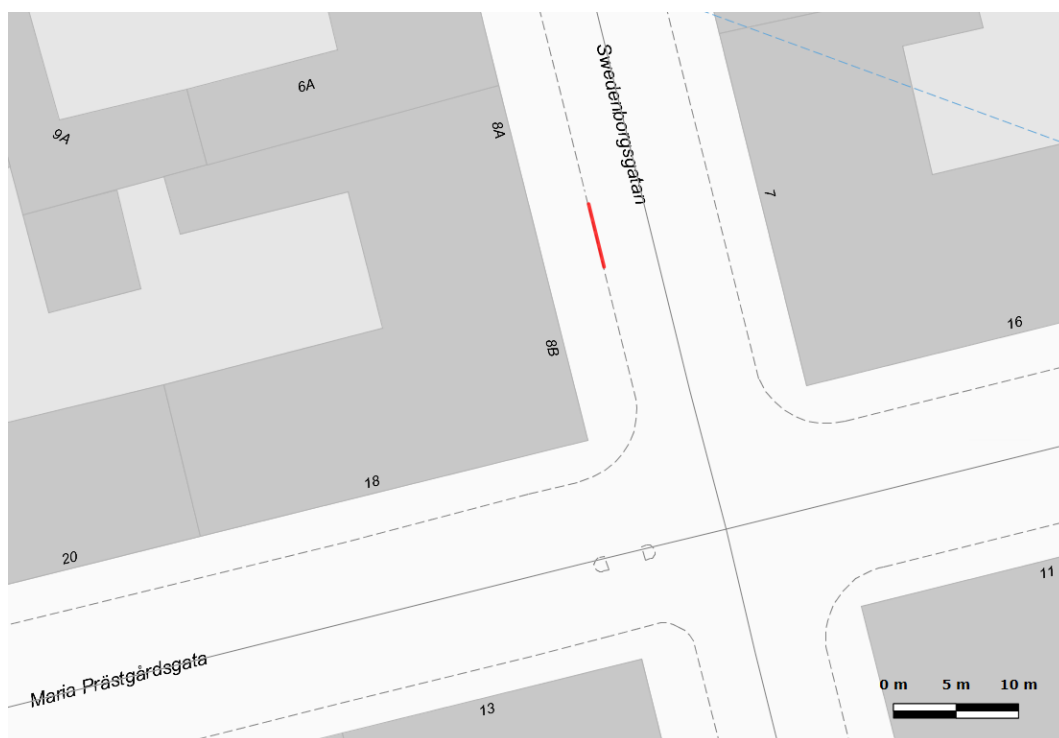 Swedenborgsgatan
6A
9A
8A
7
8B
16
18
20
11
Maria Prästgårdsgata
13
0 m 5 m 10 m